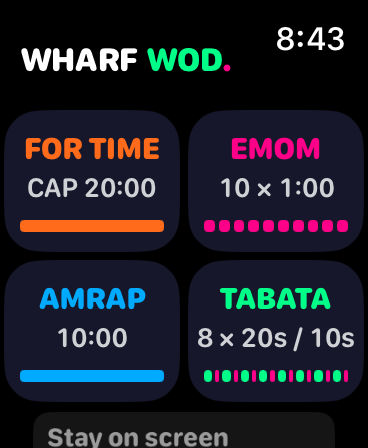 8:43
WHARF WOD.
FOR TIME
CAP 20:00
EMOM
10 × 1:00
AMRAP
10:00
TABATA
8 × 20s / 10s
Stay on screen